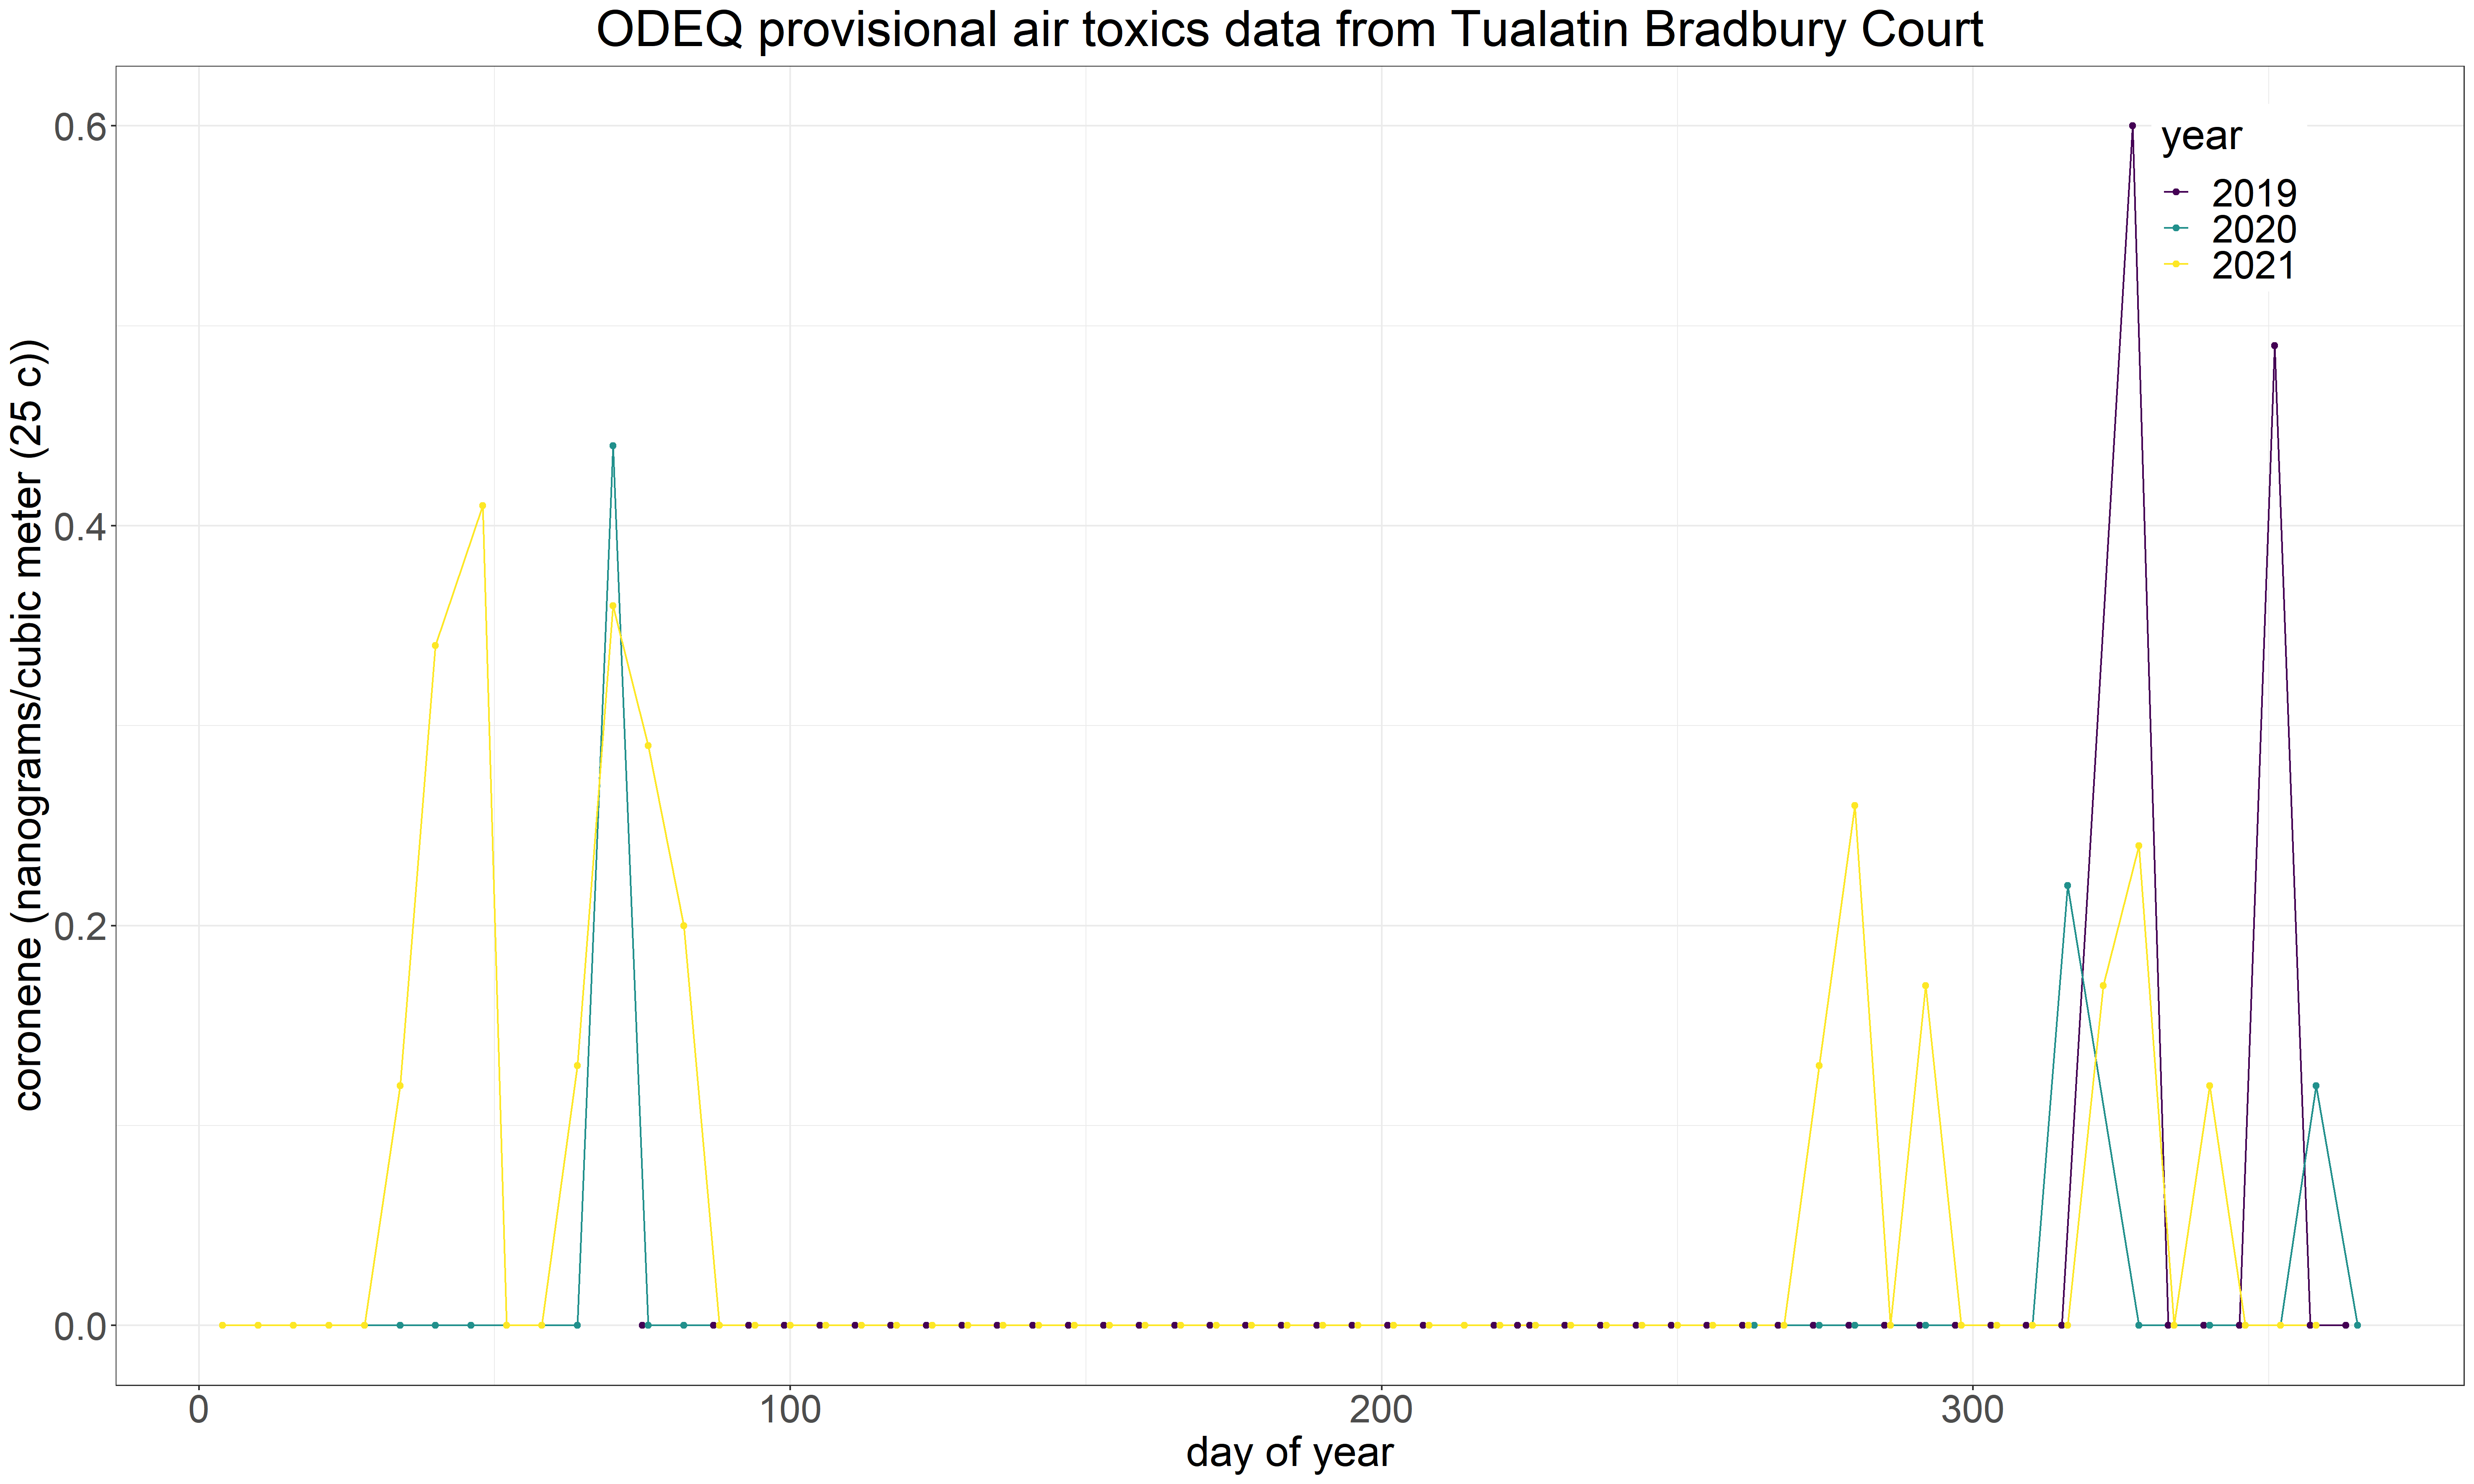 ODEQ provisional air toxics data from Tualatin Bradbury Court
coronene (nanograms/cubic meter (25 c))
0.6
0.4
0.2
0.0
year
2019
2020
2021
0
100
200
300
day of year